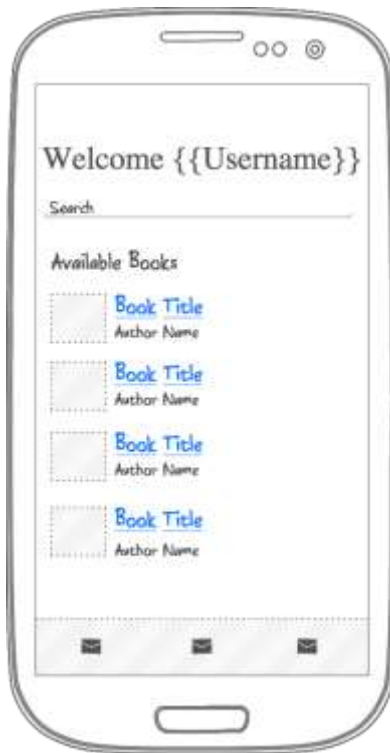 Welcome {{Username}}
Search
Available Books
Book Title
Author Name
Book Title
Author Name
Book Title
Author Name
Book Title
Author Name